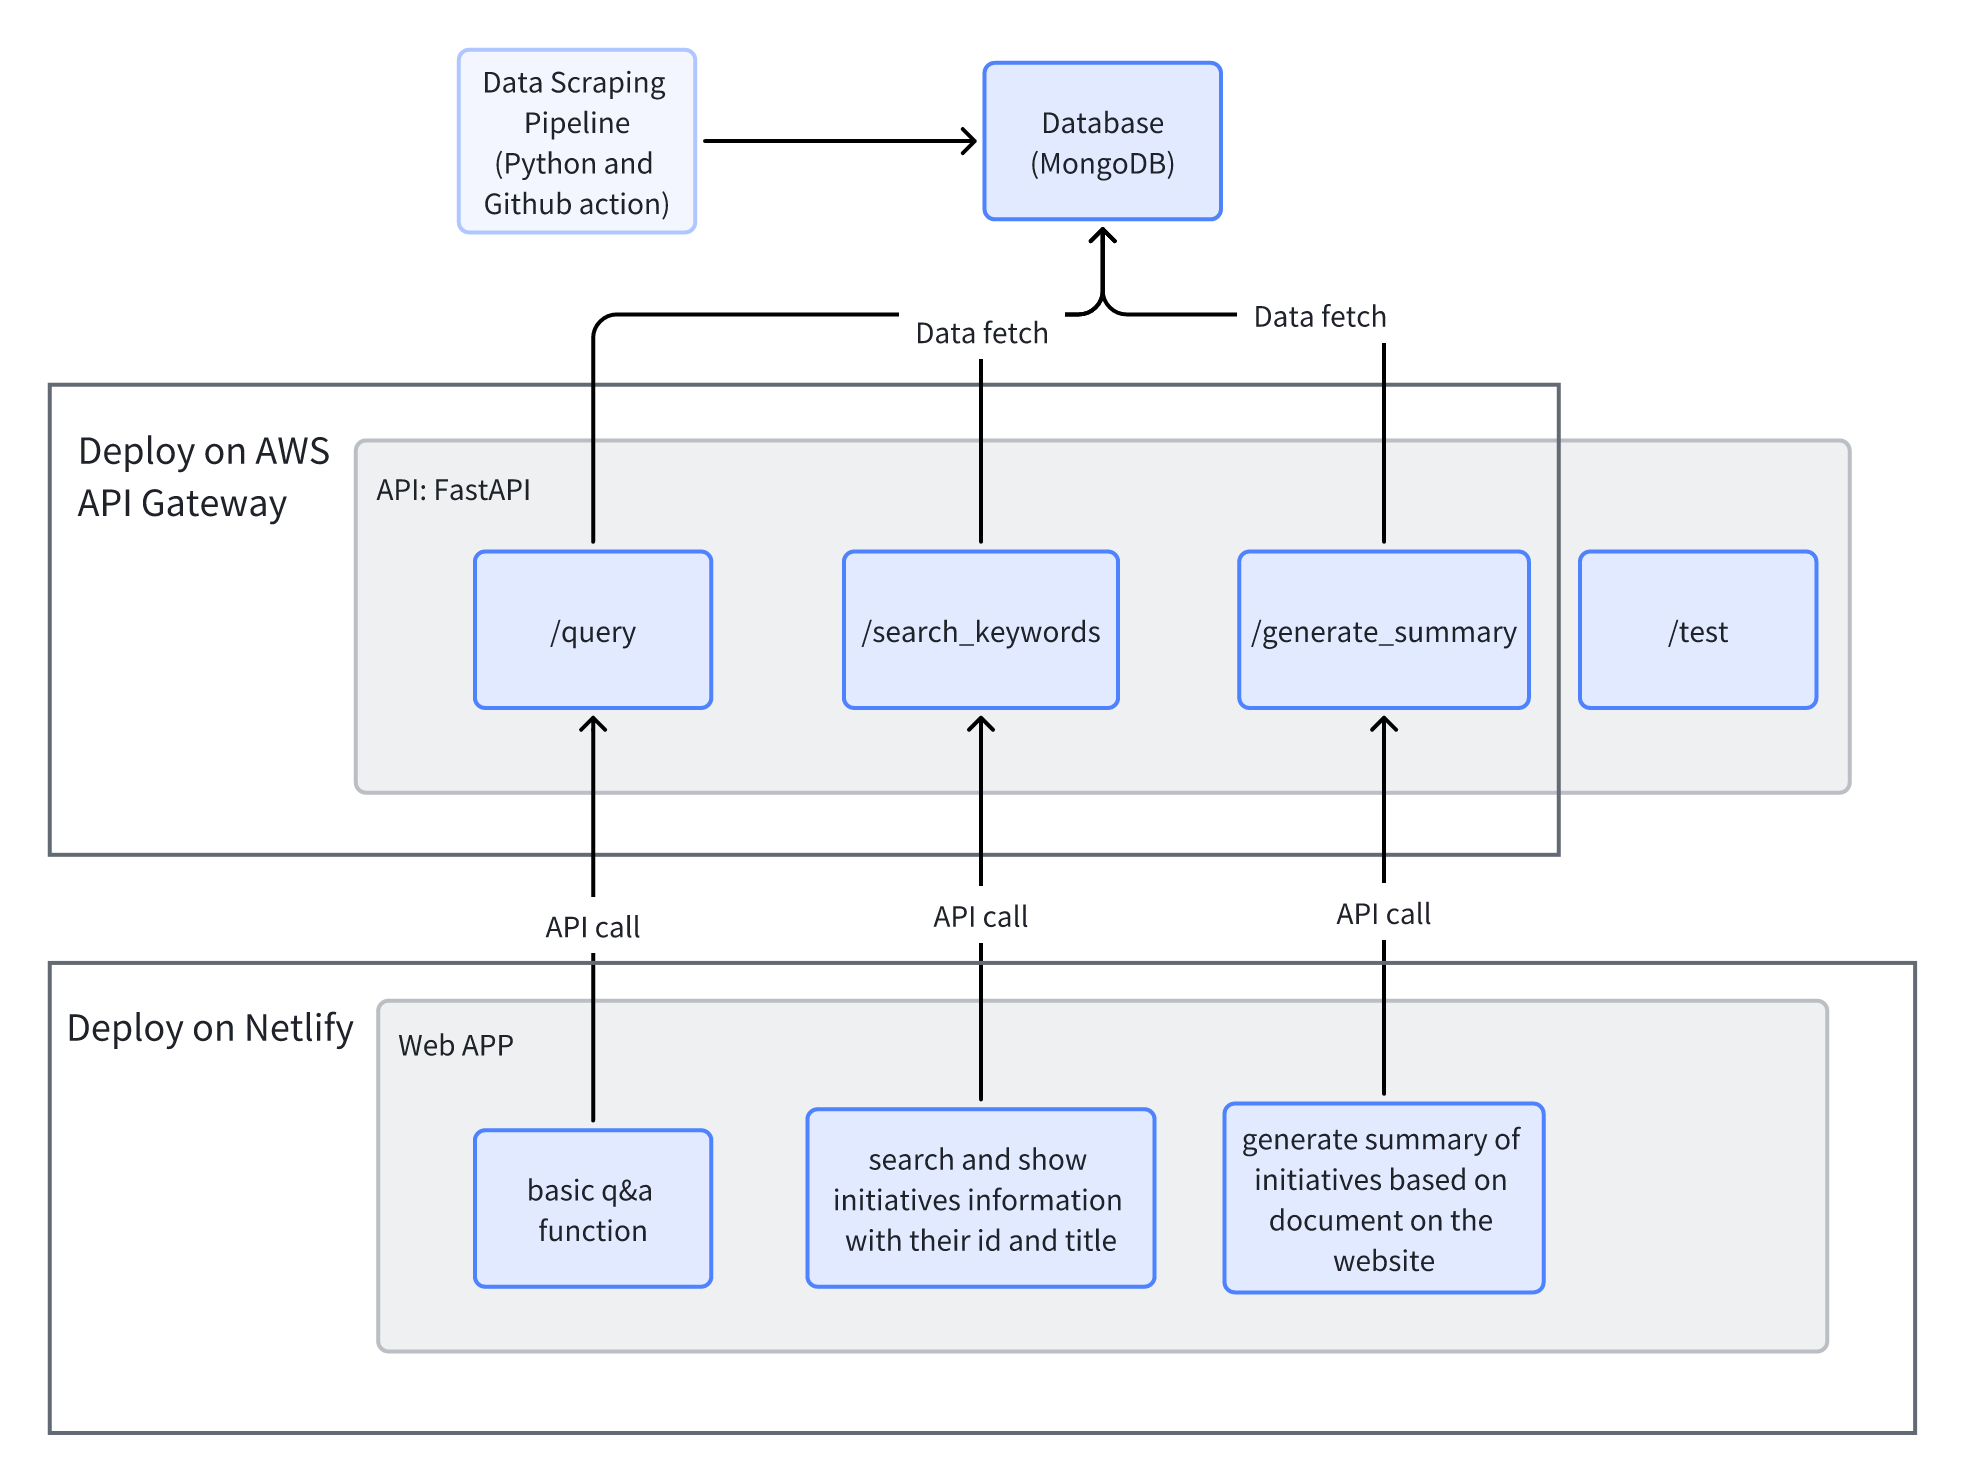 Data Scraping
Pipeline
(Python and
Github action)
Database
(MongoDB)
Data fetch
Data fetch
Deploy on AWS
API Gateway
API: FastAPI
/query
/search_keywords
/generate_summary
/test
API call
API call
API call
Deploy on Netlify
Web APP
basic q&a
function
search and show
initiatives information
with their id and title
generate summary of
initiatives based on
document on the
website